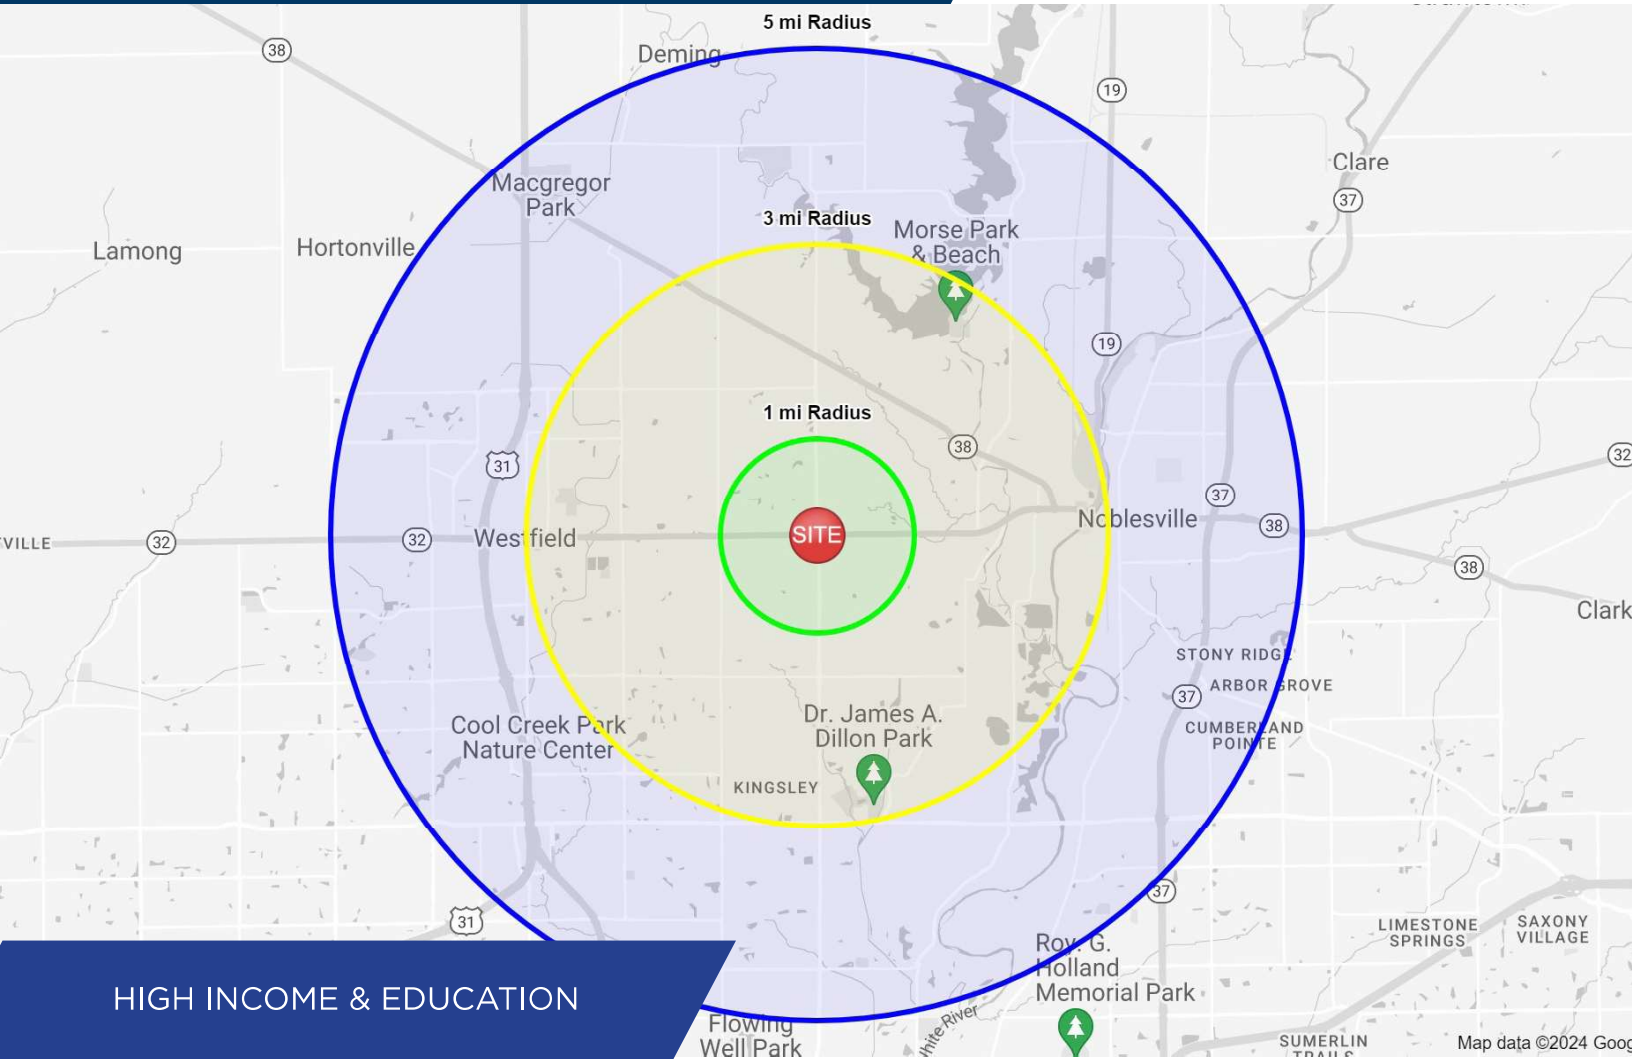 5 mi Radius
38
Deming
19
Clare
37
Macgregor
Park
3 mi Radius
Morse Park
& Beach
Lamong
Hortonville
19
1 mi Radius
38
31
32
37
Noblesville
38
VILLE
32
32
Westfield
SITE
38
Clark
STONY RIDGE
ARBOR GROVE
37
CUMBERLAND
POINTE
Cool Creek Park
Nature Center
Dr. James A.
Dillon Park
KINGSLEY
37
31
LIMESTONE
SPRINGS
SAXONY
VILLAGE
Roy. G.
Holland
Memorial Park
HIGH INCOME & EDUCATION
Flowing
Well Park
White River
SUMERLIN
TRAILS
Map data ©2024 Goog